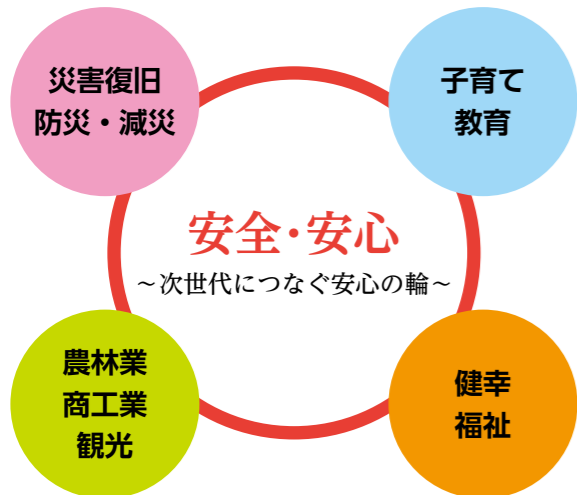 災害復旧
防災・減災
子育て
教育
安全・安心
～次世代につなぐ安心の輪～
農林業
商工業
観光
健幸
福祉